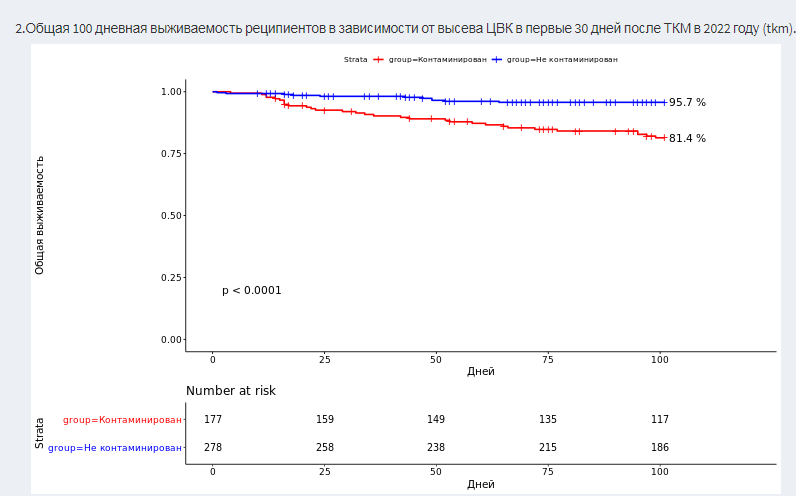 2.Общая 100 дневная выживаемость реципиентов в зависимости от высева ЦВК в первые 30 дней после ТКМ в 2022 году (tkm).
Strata group=Контаминирован group=Не контаминирован
1.00
0.75
0.50
0.25
0.00
Общая выживаемость
95.7 %
81.4 %
p < 0.0001
0 25 50 75 100
Дней
Number at risk
Strata
group=Контаминирован 177 159 149 135 117
group=Не контаминирован 278 258 238 215 186
0 25 50 75 100
Дней